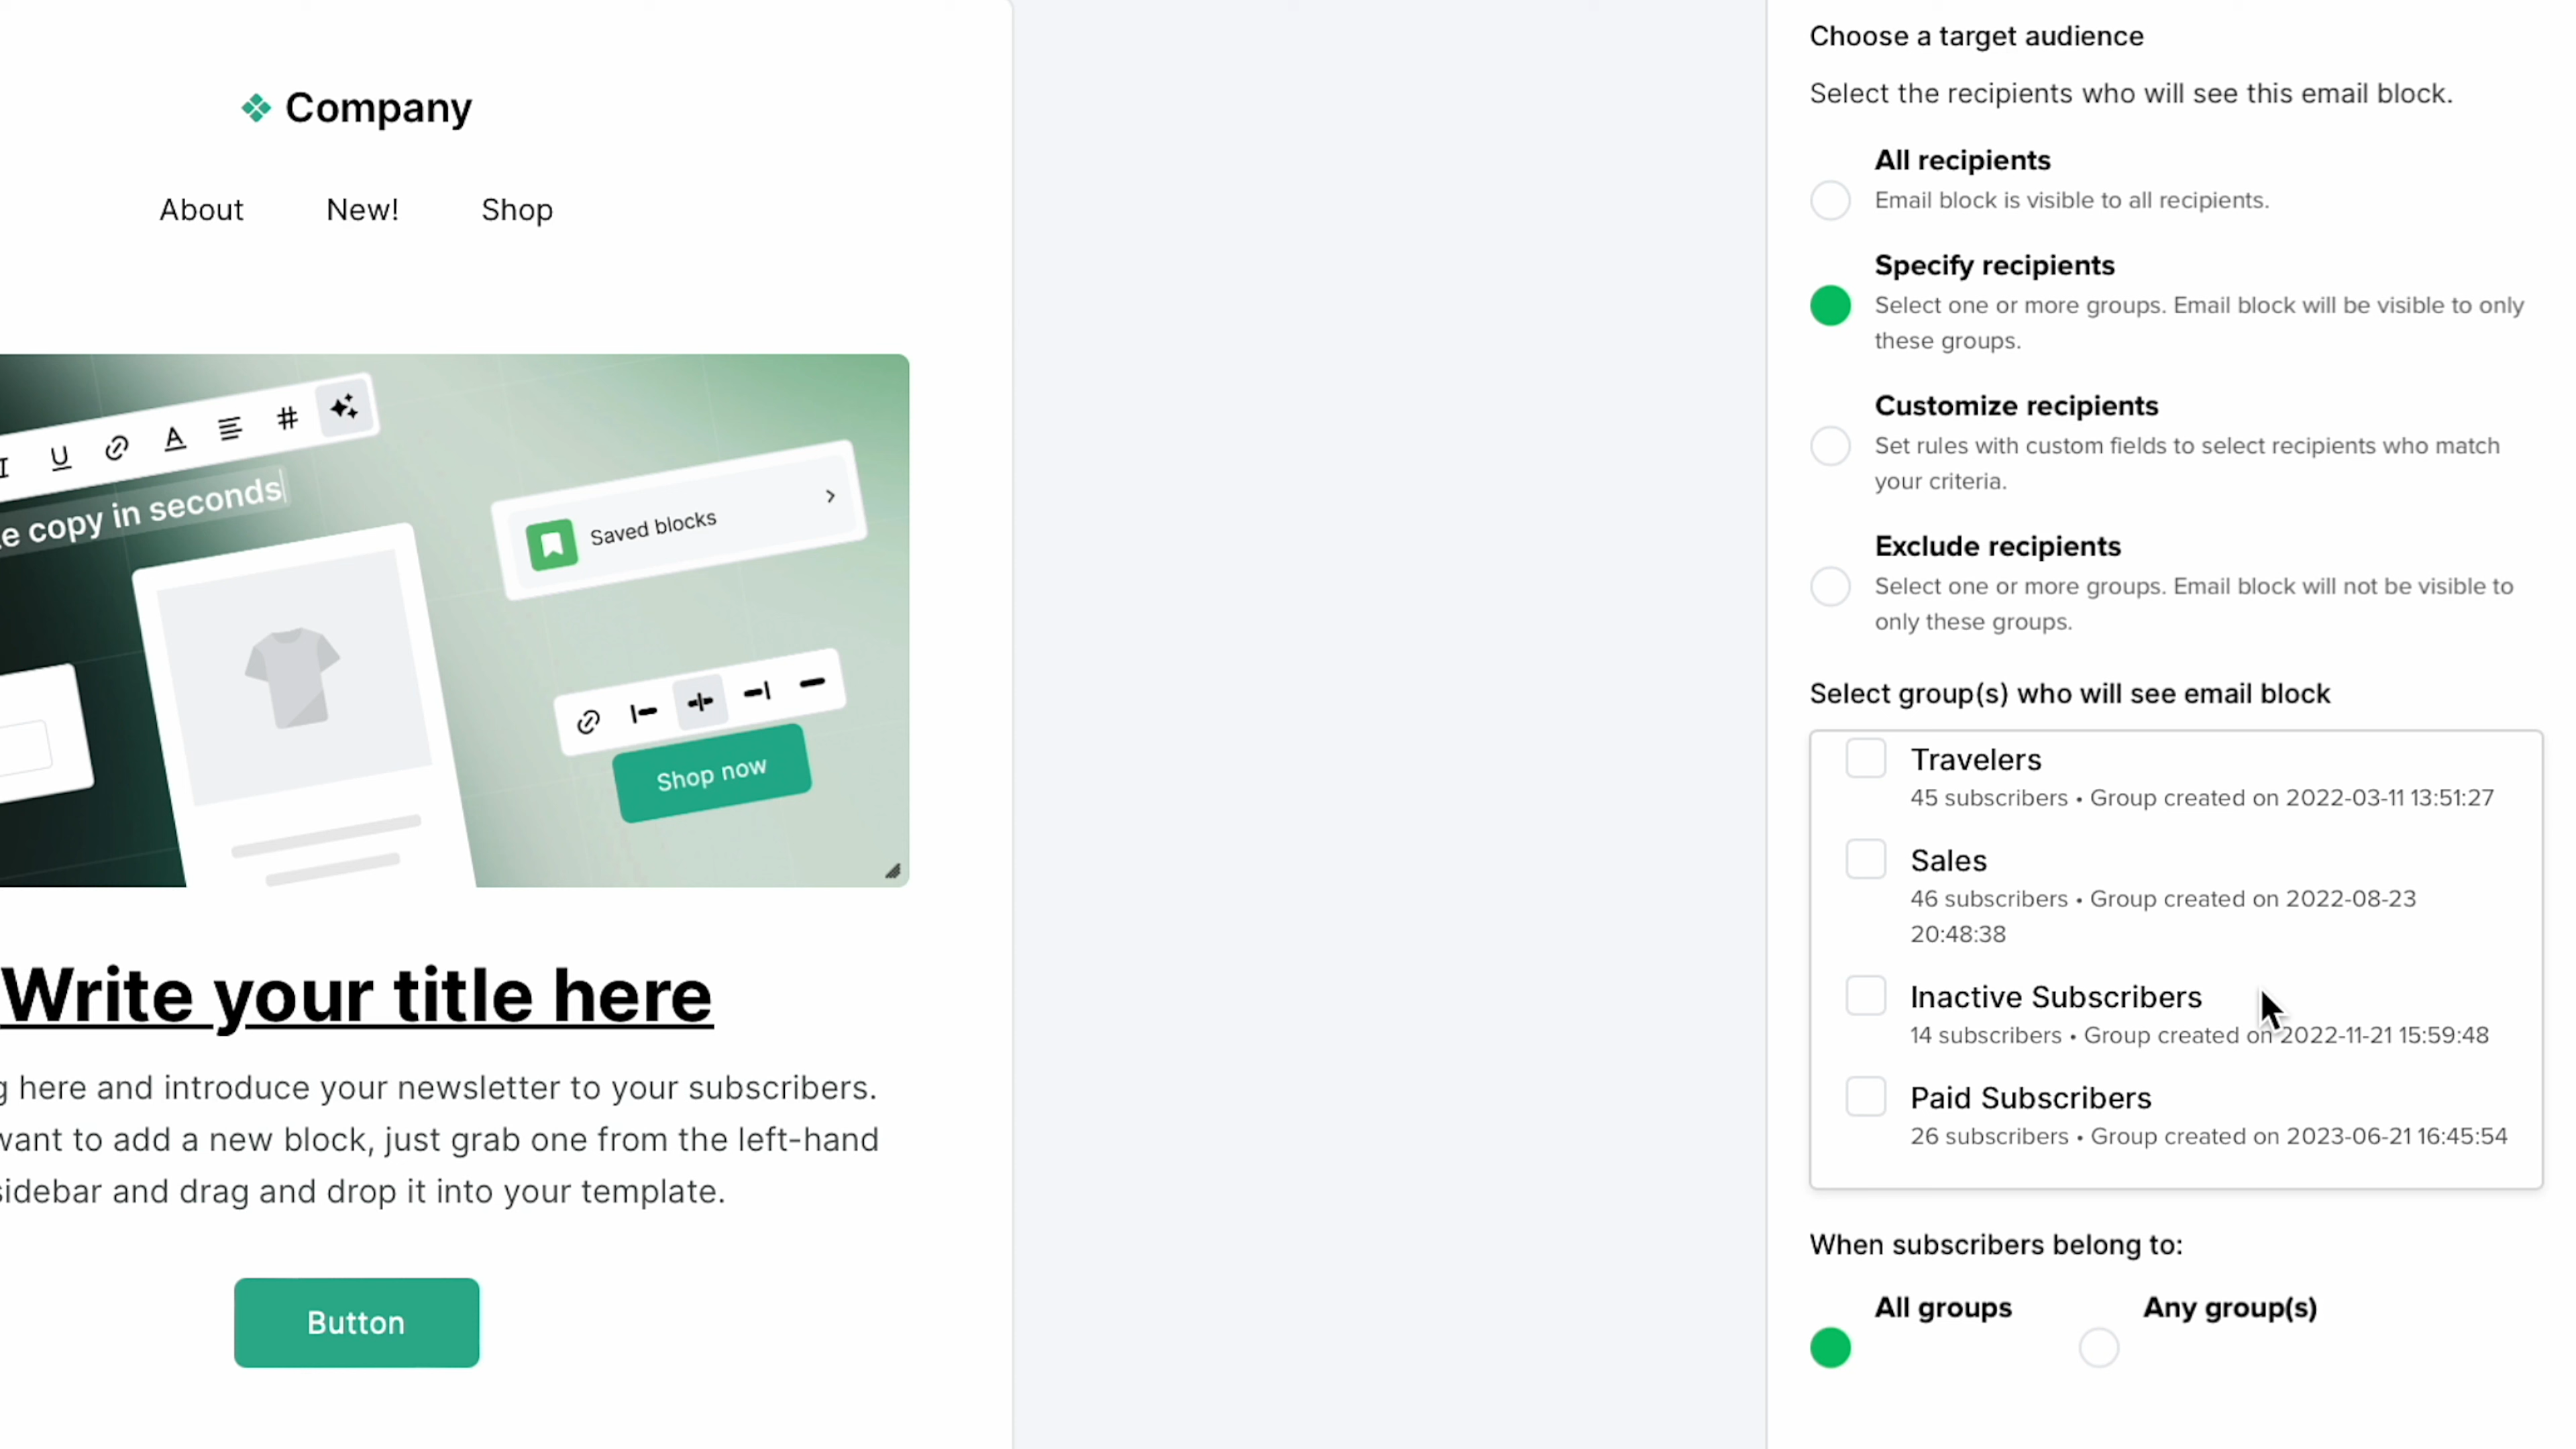 Company
About New! Shop
I U A #
e copy in seconds
Saved blocks
Shop now
Write your title here
g here and introduce your newsletter to your subscribers.
want to add a new block, just grab one from the left-hand
sidebar and drag and drop it into your template.
Button
Choose a target audience
Select the recipients who will see this email block.
All recipients
Email block is visible to all recipients.
Specify recipients
Select one or more groups. Email block will be visible to only
these groups.
Customize recipients
Set rules with custom fields to select recipients who match
your criteria.
Exclude recipients
Select one or more groups. Email block will not be visible to
only these groups.
Select group(s) who will see email block
Travelers
45 subscribers • Group created on 2022-03-11 13:51:27
Sales
46 subscribers • Group created on 2022-08-23
20:48:38
Inactive Subscribers
14 subscribers • Group created on 2022-11-21 15:59:48
Paid Subscribers
26 subscribers • Group created on 2023-06-21 16:45:54
When subscribers belong to:
All groups Any group(s)